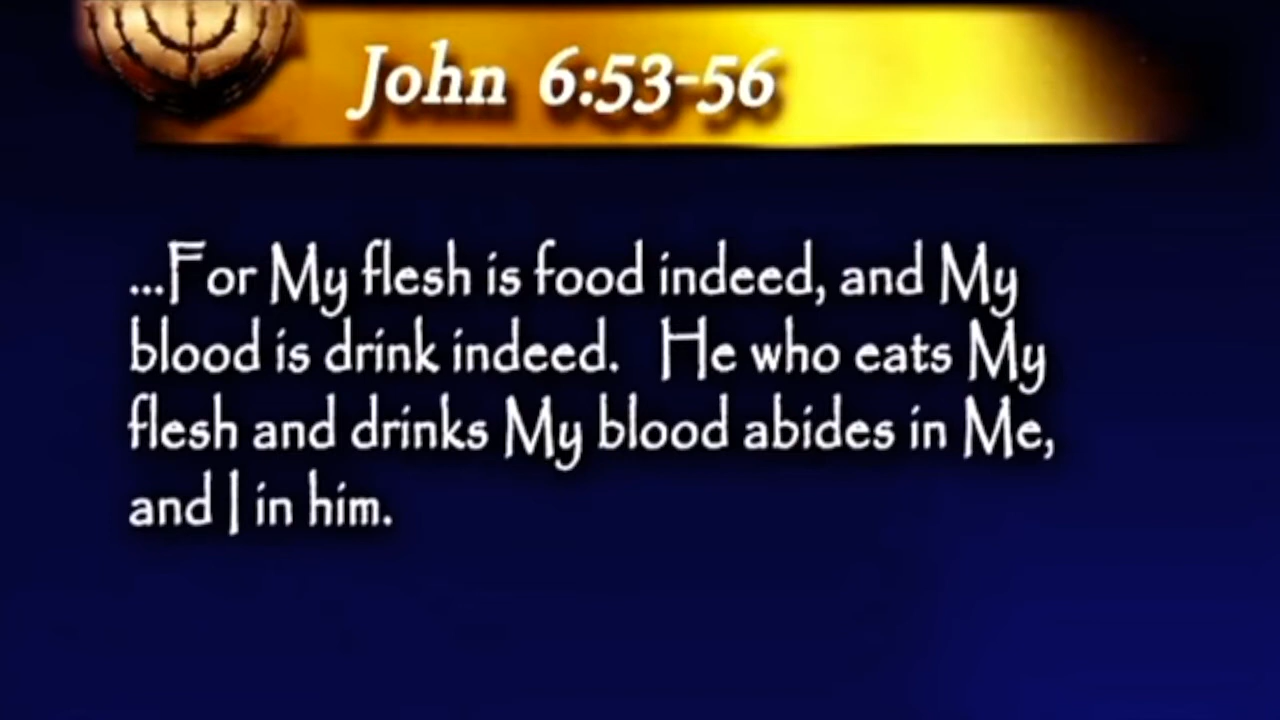 John 6:53-56
...For My flesh is food indeed, and My
blood is drink indeed. He who eats My
flesh and drinks My blood abides in Me,
and I in him.